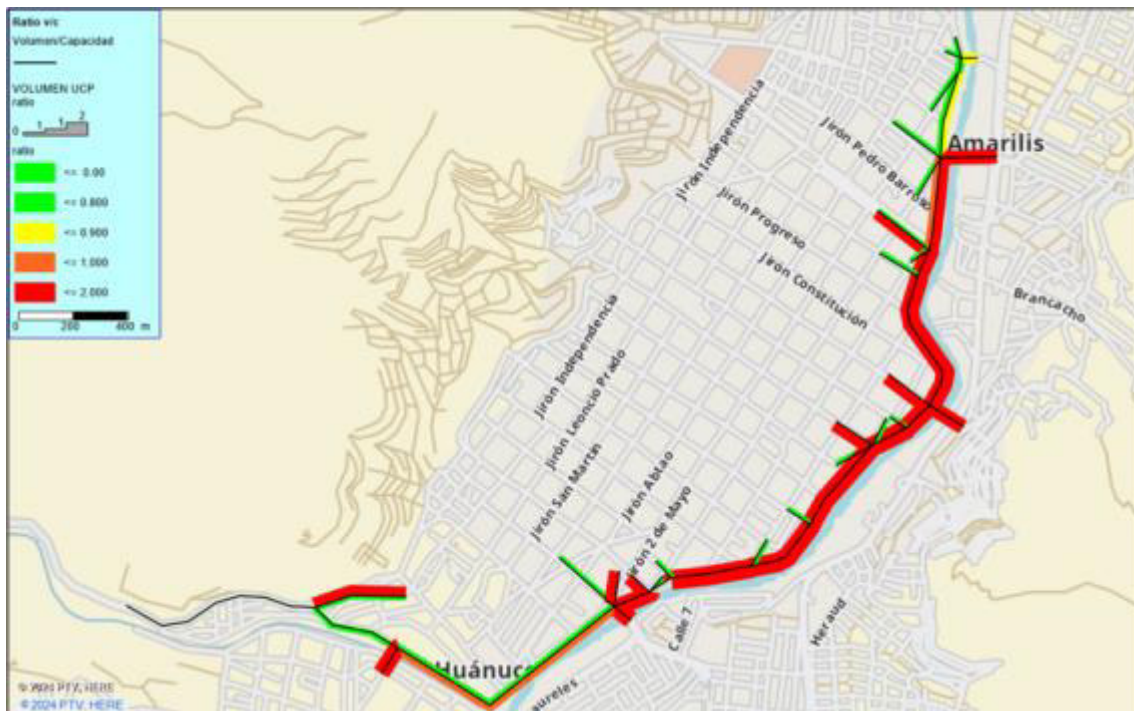 Ratio v/c
Volumen/Capacidad
VOLUMEN UCP
ratio
0 1 1 2
ratio
<= 0.00
<= 0.800
<= 0.900
<= 1.000
<= 2.000
0 200 400 m
Amarilis
Jirón Pedro Barroso
Jirón Independencia
Jirón Progreso
Jirón Constitución
Brancacho
Jirón Independencia
Jirón Leoncio Prado
Jirón San Martín
Jirón Abtao
Jirón 2 de Mayo
Calle 7
Heraud
Huánuco
aureles
© 2024 PTV, HERE
© 2024 PTV, HERE